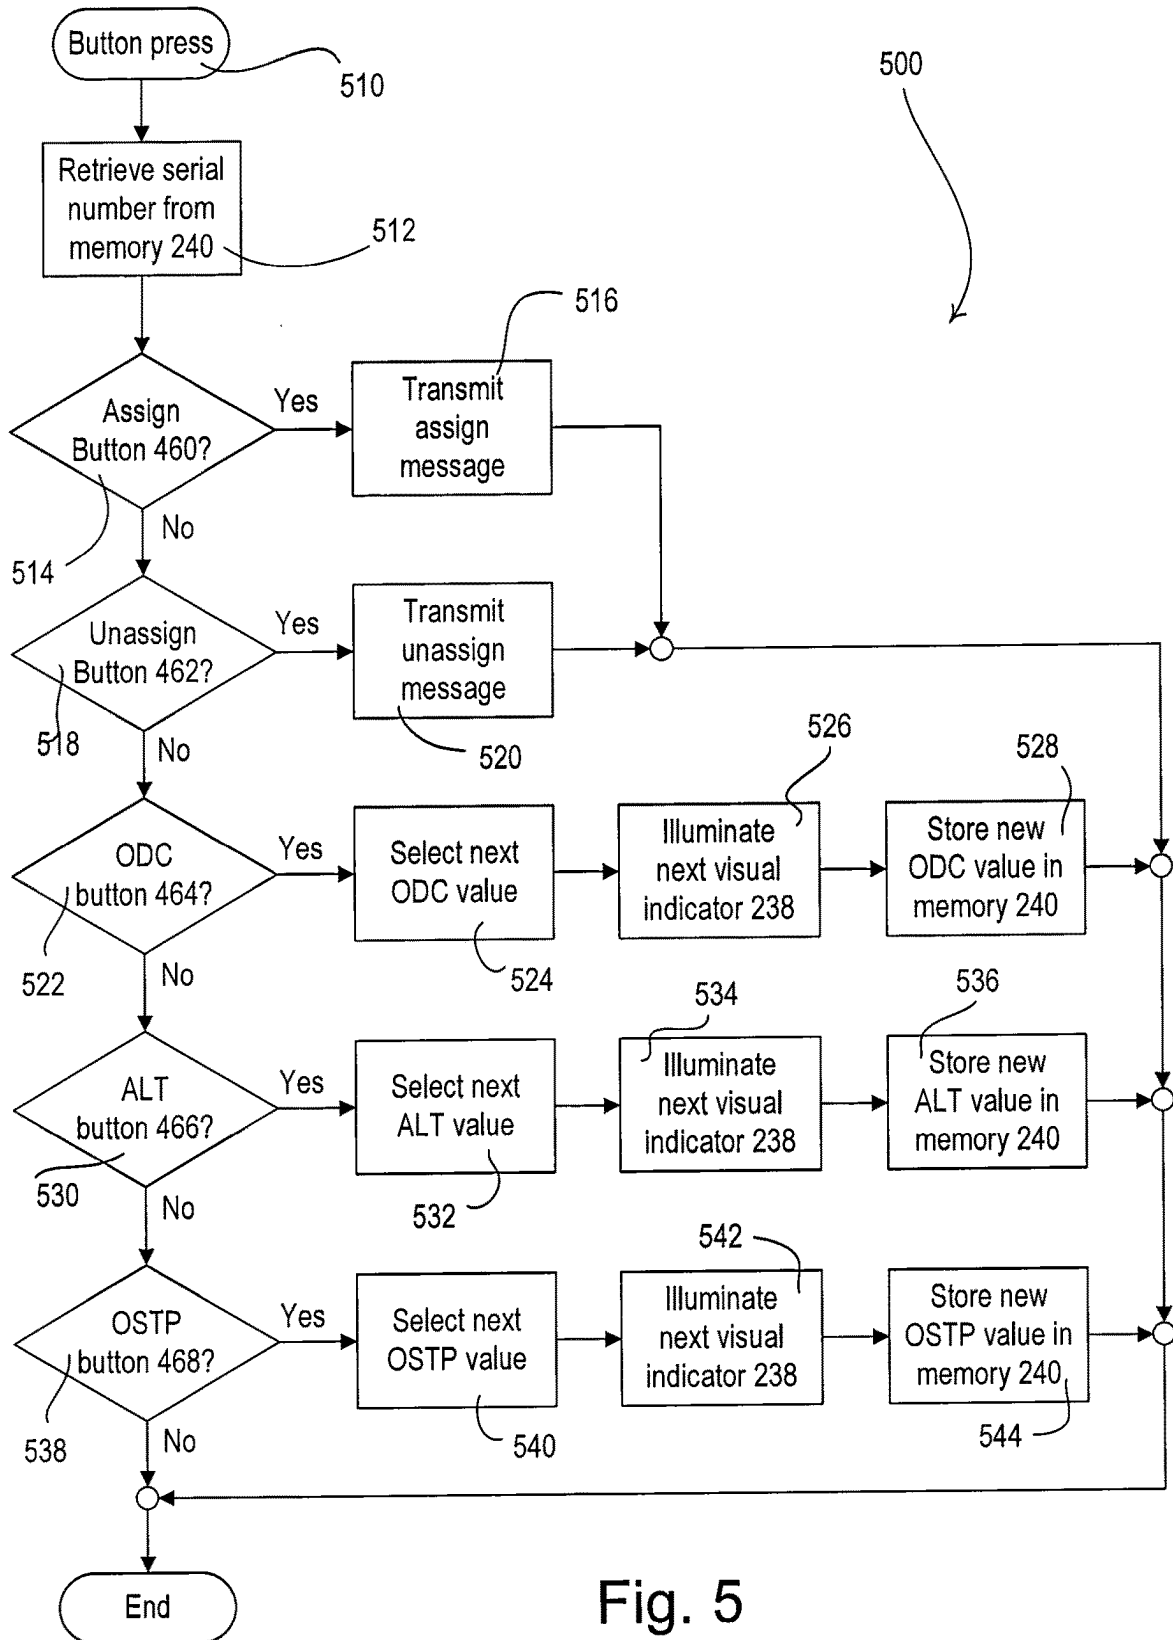 Button press
510
500
Retrieve serial
number from
memory 240
512
516
Assign
Button 460?
Yes
Transmit
assign
message
No
514
Unassign
Button 462?
Yes
Transmit
unassign
message
518
No
520
526
528
ODC
button 464?
Yes
Select next
ODC value
Illuminate
next visual
indicator 238
Store new
ODC value in
memory 240
522
No
524
534
536
ALT
button 466?
Yes
Select next
ALT value
Illuminate
next visual
indicator 238
Store new
ALT value in
memory 240
530
No
532
542
OSTP
button 468?
Yes
Select next
OSTP value
Illuminate
next visual
indicator 238
Store new
OSTP value in
memory 240
538
No
540
544
End
Fig. 5